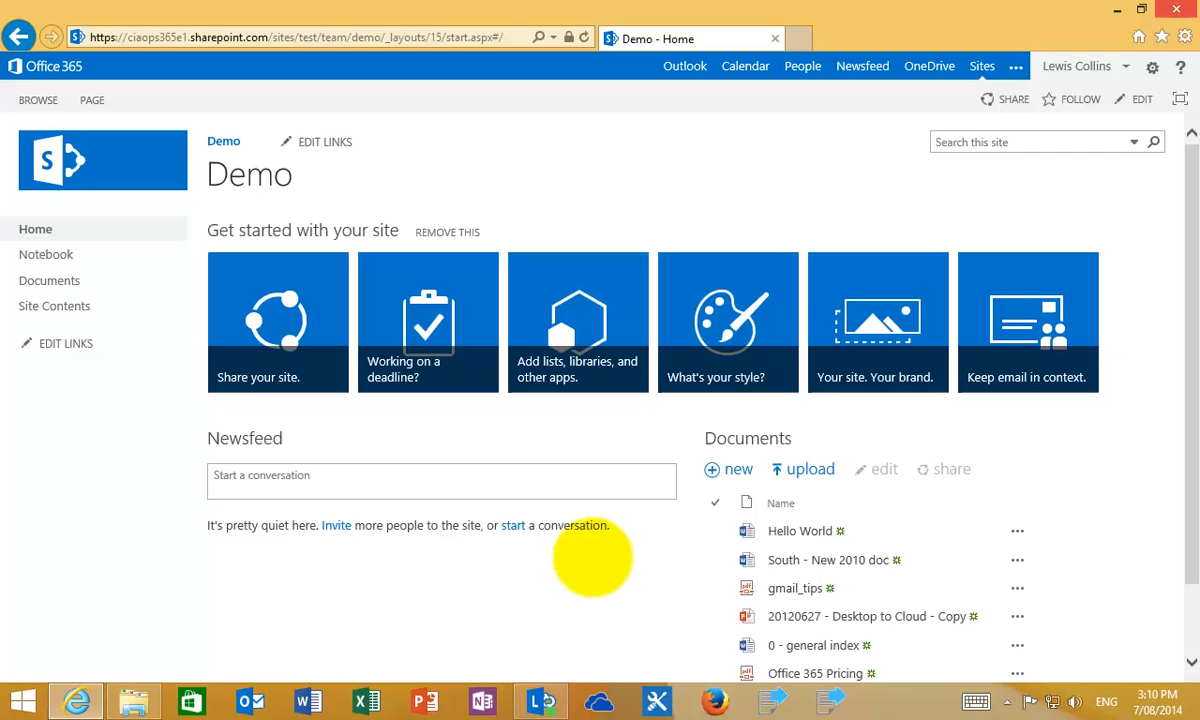 https://ciaops365e1.sharepoint.com/sites/test/team/demo/_layouts/15/start.aspx#/
Demo - Home
Office 365
Outlook Calendar People Newsfeed OneDrive Sites ... Lewis Collins ?
BROWSE PAGE
SHARE FOLLOW EDIT
S
Demo EDIT LINKS
Search this site
Demo
Home
Notebook
Documents
Site Contents
EDIT LINKS
Get started with your site REMOVE THIS
Share your site.
Working on a
deadline?
Add lists, libraries, and
other apps.
What's your style?
Your site. Your brand.
Keep email in context.
Newsfeed
Start a conversation
It's pretty quiet here. Invite more people to the site, or start a conversation.
Documents
new upload edit share
Name
Hello World
South - New 2010 doc
gmail_tips
20120627 - Desktop to Cloud - Copy
0 - general index
Office 365 Pricing
ENG
3:10 PM
7/08/2014